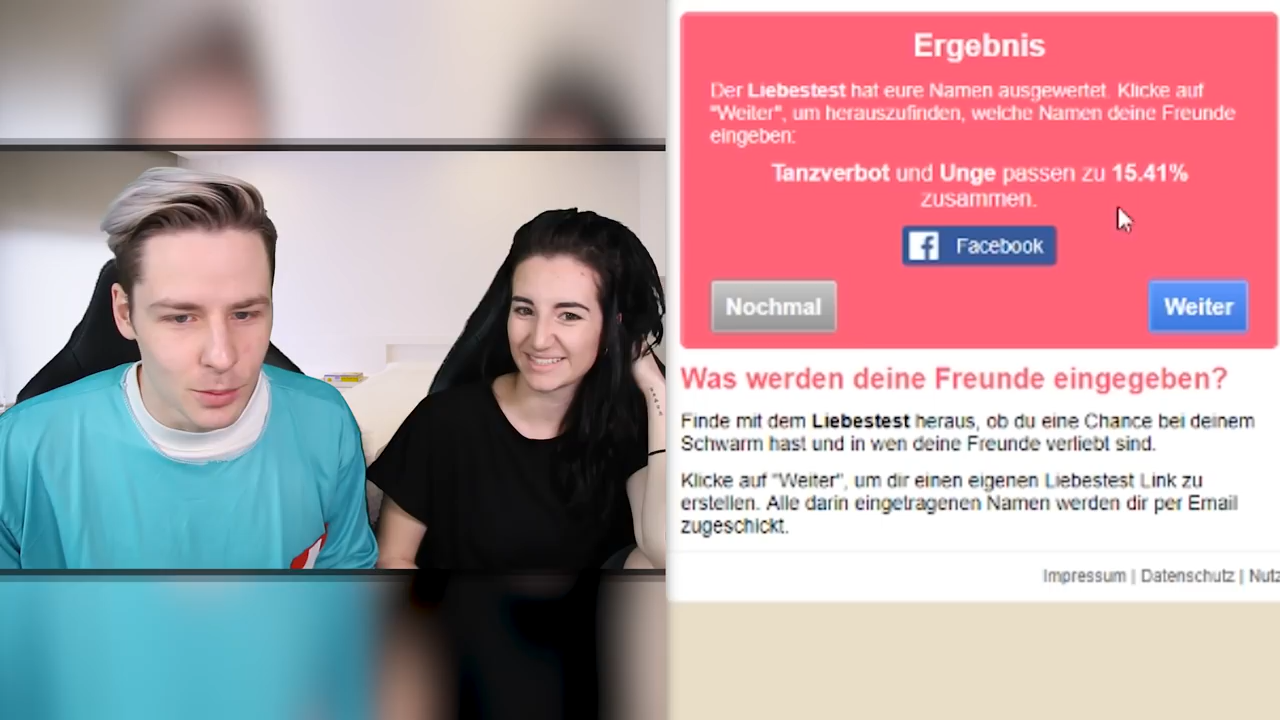 Ergebnis
Der Liebestest hat eure Namen ausgewertet. Klicke auf
"Weiter", um herauszufinden, welche Namen deine Freunde
eingeben:
Tanzverbot und Unge passen zu 15.41%
zusammen.
Facebook
Nochmal
Weiter
Was werden deine Freunde eingegeben?
Finde mit dem Liebestest heraus, ob du eine Chance bei deinem
Schwarm hast und in wen deine Freunde verliebt sind.
Klicke auf "Weiter", um dir einen eigenen Liebestest Link zu
erstellen. Alle darin eingetragenen Namen werden dir per Email
zugeschickt.
Impressum | Datenschutz | Nutz